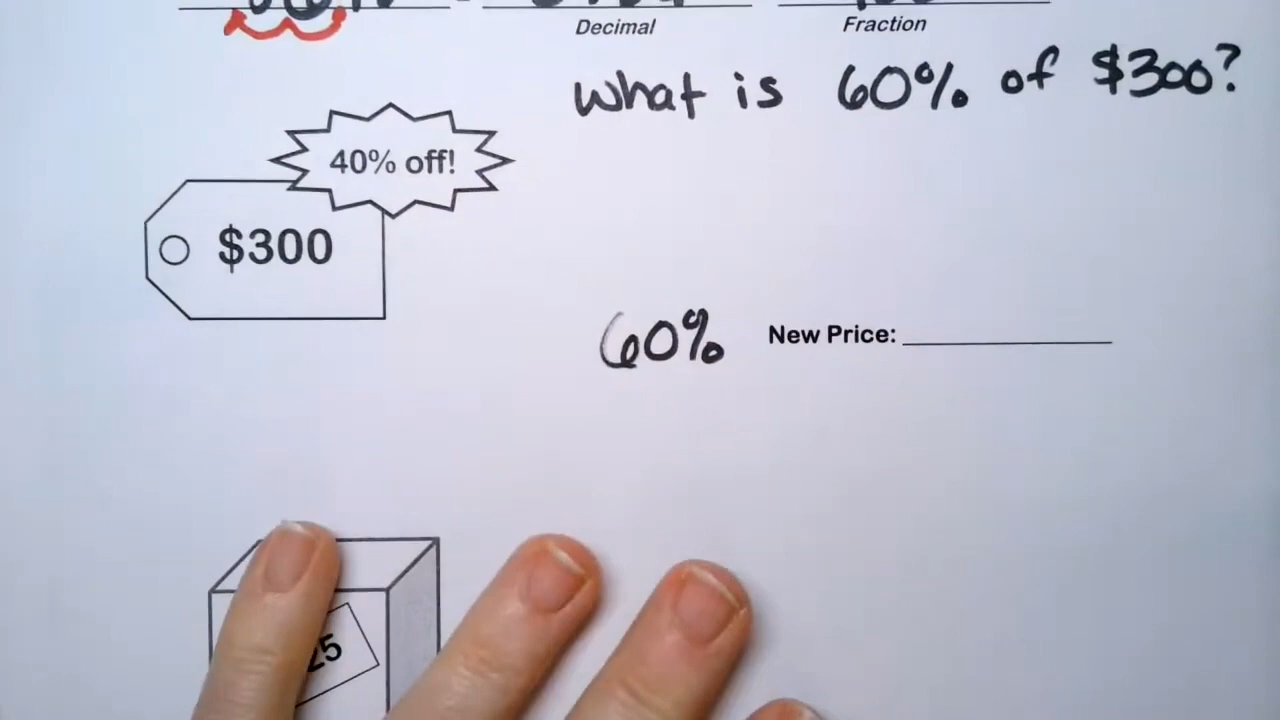 Decimal
Fraction
What is 60% of $300?
40% off!
$300
60%
New Price:
25